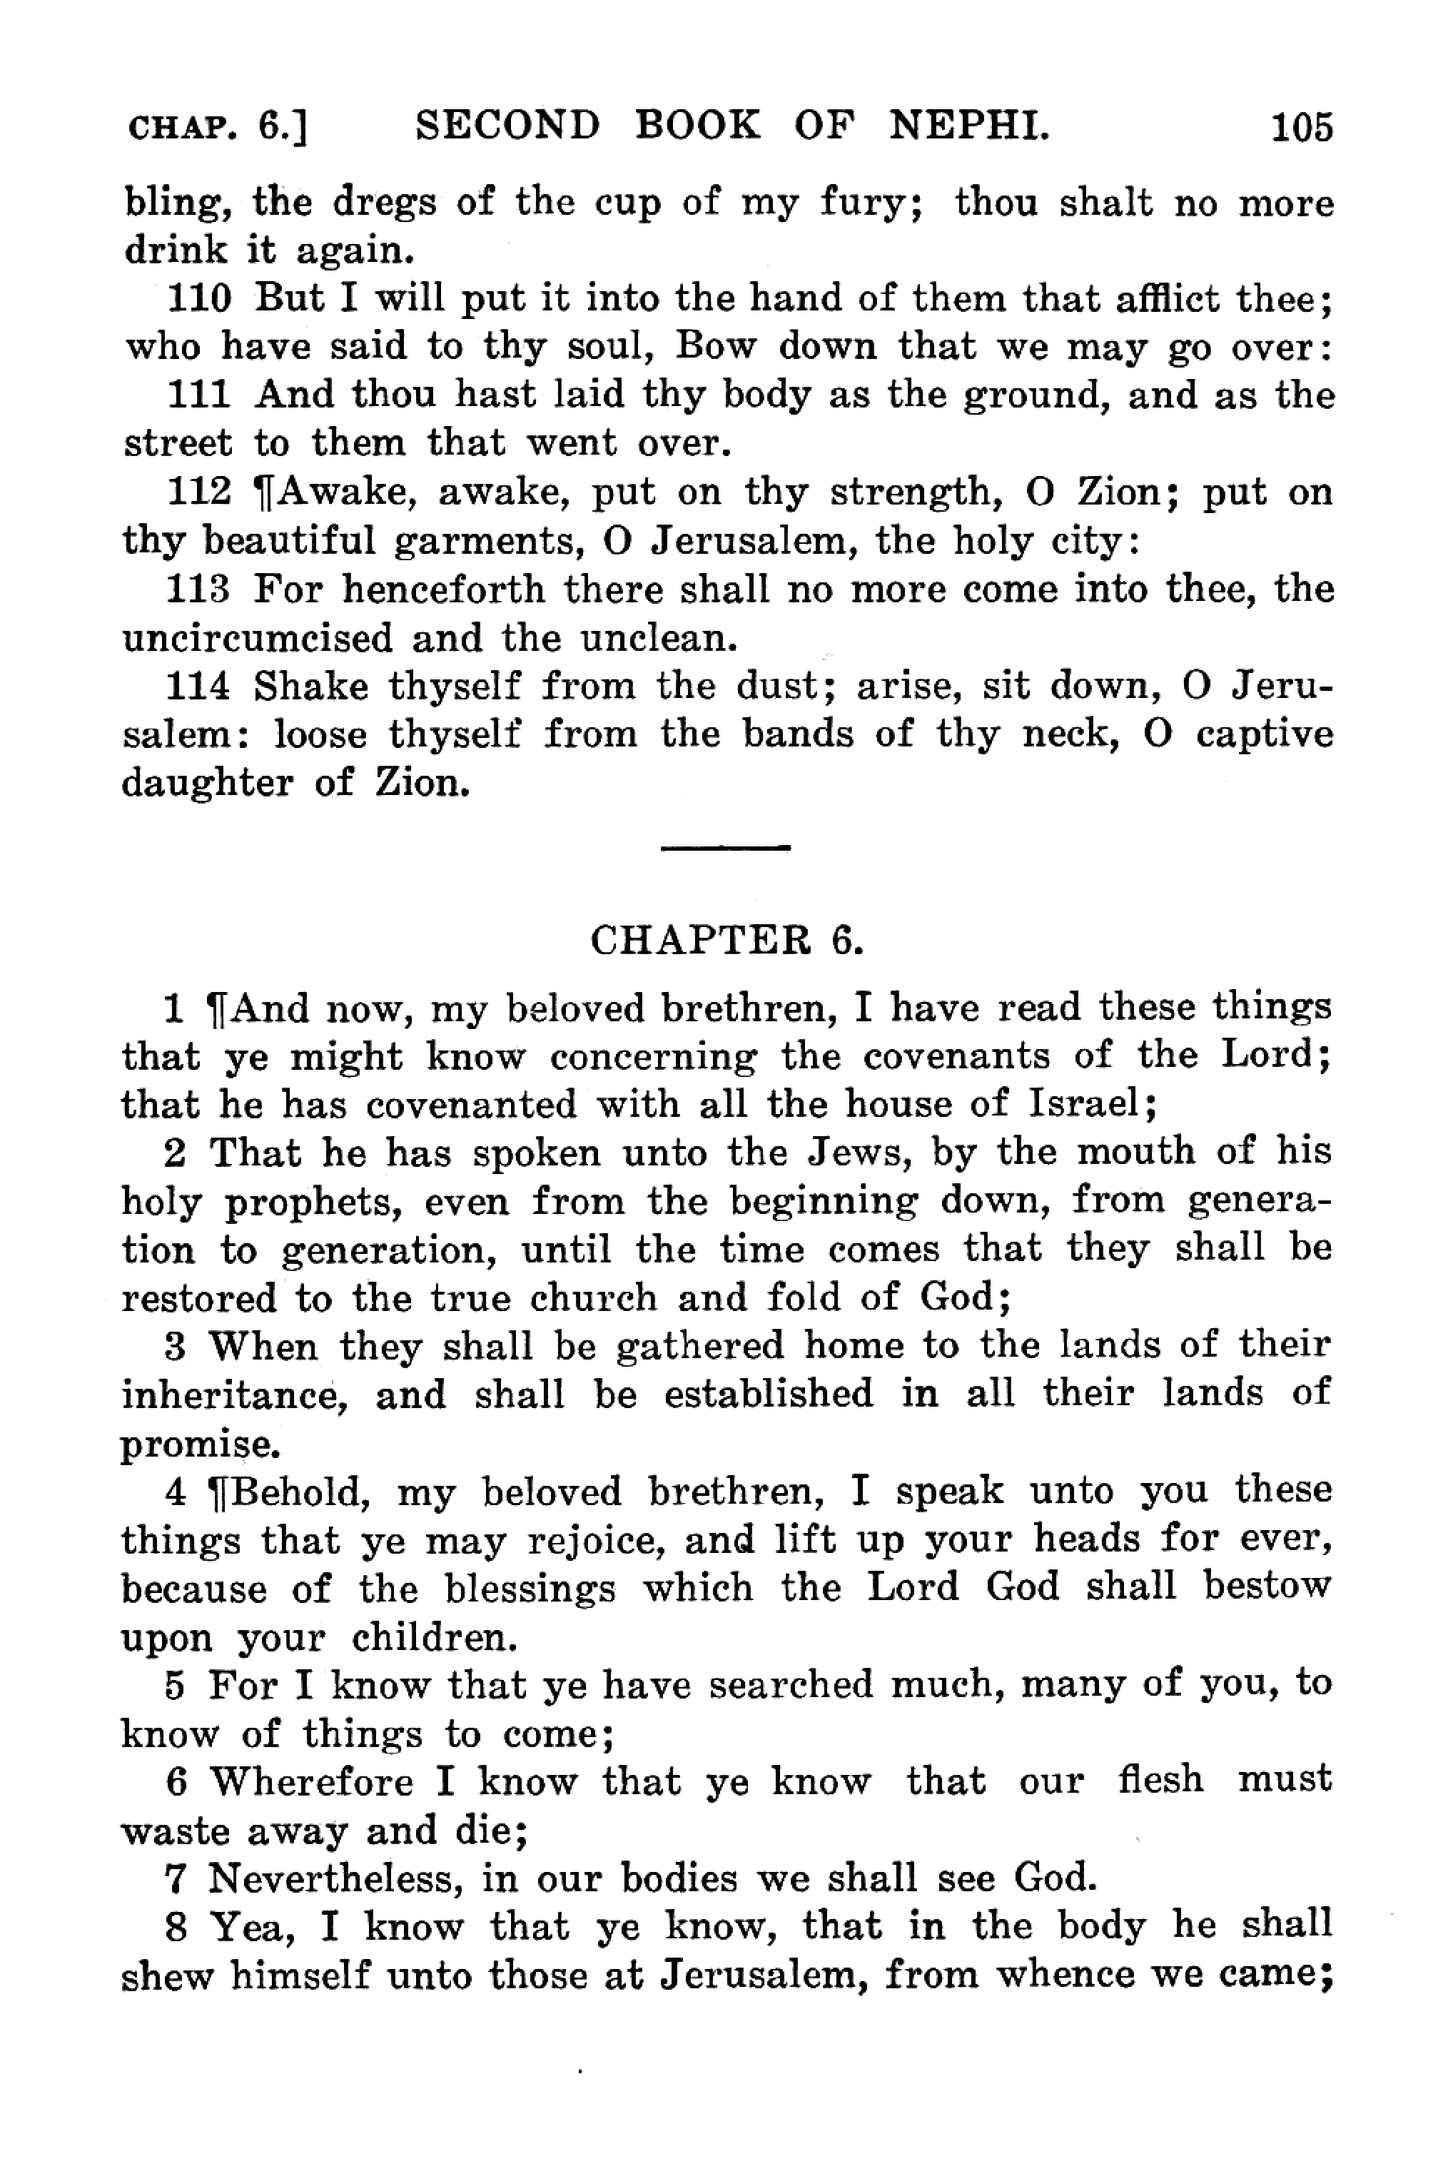 CHAP. 6.] SECOND BOOK OF NEPHI. 105
bling, the dregs of the cup of my fury; thou shalt no more
drink it again.
110 But I will put it into the hand of them that afflict thee;
who have said to thy soul, Bow down that we may go over:
111 And thou hast laid thy body as the ground, and as the
street to them that went over.
112 ¶Awake, awake, put on thy strength, O Zion; put on
thy beautiful garments, O Jerusalem, the holy city:
113 For henceforth there shall no more come into thee, the
uncircumcised and the unclean.
114 Shake thyself from the dust; arise, sit down, O Jeru-
salem: loose thyself from the bands of thy neck, O captive
daughter of Zion.
CHAPTER 6.
1 ¶And now, my beloved brethren, I have read these things
that ye might know concerning the covenants of the Lord;
that he has covenanted with all the house of Israel;
2 That he has spoken unto the Jews, by the mouth of his
holy prophets, even from the beginning down, from genera-
tion to generation, until the time comes that they shall be
restored to the true church and fold of God;
3 When they shall be gathered home to the lands of their
inheritance, and shall be established in all their lands of
promise.
4 ¶Behold, my beloved brethren, I speak unto you these
things that ye may rejoice, and lift up your heads for ever,
because of the blessings which the Lord God shall bestow
upon your children.
5 For I know that ye have searched much, many of you, to
know of things to come;
6 Wherefore I know that ye know that our flesh must
waste away and die;
7 Nevertheless, in our bodies we shall see God.
8 Yea, I know that ye know, that in the body he shall
shew himself unto those at Jerusalem, from whence we came;